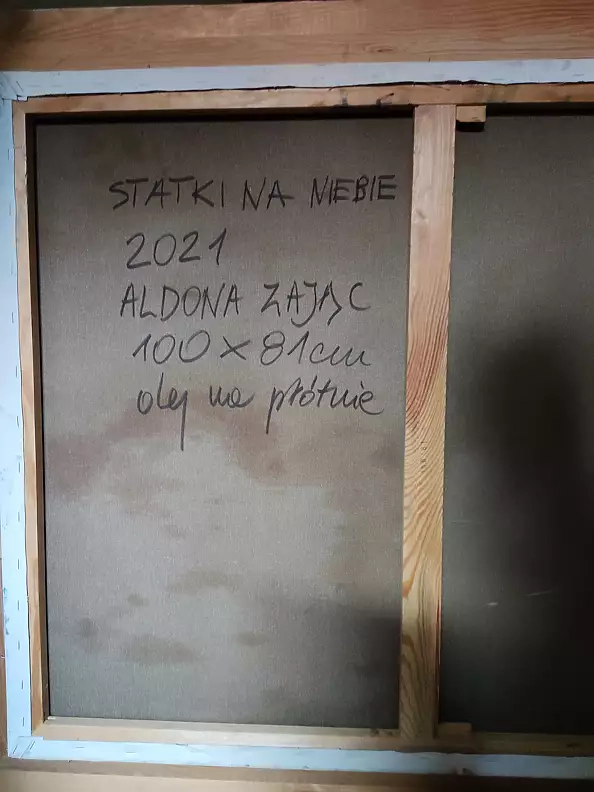 STATKI NA NIEBIE
2021
ALDONA ZAJĄC
100 x 81cm
olej na płótnie